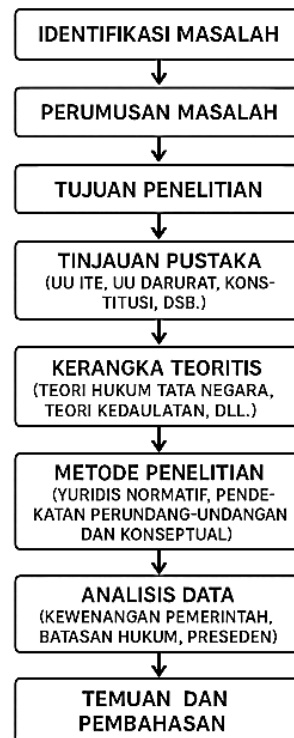 IDENTIFIKASI MASALAH
PERUMUSAN MASALAH
TUJUAN PENELITIAN
TINJAUAN PUSTAKA
(UU ITE, UU DARURAT, KONS-
TITUSI, DSB.)
KERANGKA TEORITIS
(TEORI HUKUM TATA NEGARA,
TEORI KEDAULATAN, DLL.)
METODE PENELITIAN
(YURIDIS NORMATIF, PENDE-
KATAN PERUNDANG-UNDANGAN
DAN KONSEPTUAL)
ANALISIS DATA
(KEWENANGAN PEMERINTAH,
BATASAN HUKUM, PRESEDEN)
TEMUAN DAN
PEMBAHASAN